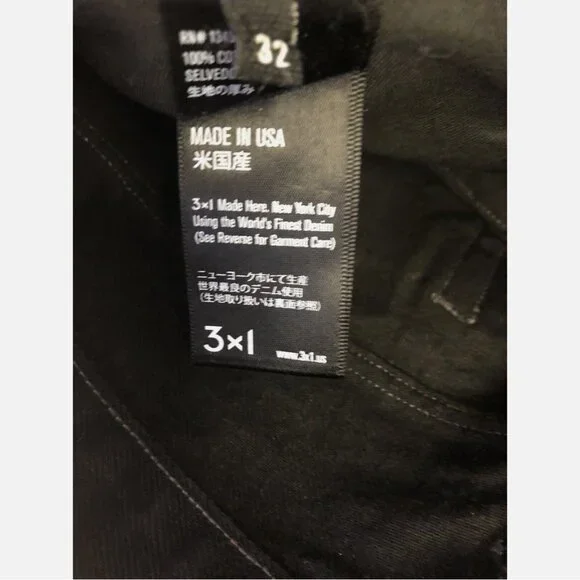 RN# 134
32
100% CO
SELVED
生地の厚み
MADE IN USA
米国産
3×1 Made Here. New York City
Using the World's Finest Denim
(See Reverse for Garment Care)
ニューヨーク市にて生産
世界最良のデニム使用
(生地取り扱いは裏面参照)
3×1
www.3x1.us